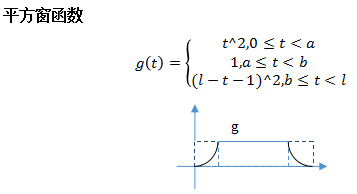 平方窗函数
t^2,0 ≤ t < a
g(t) = { 1,a ≤ t < b
(l − t − 1)^2,b ≤ t < l
g